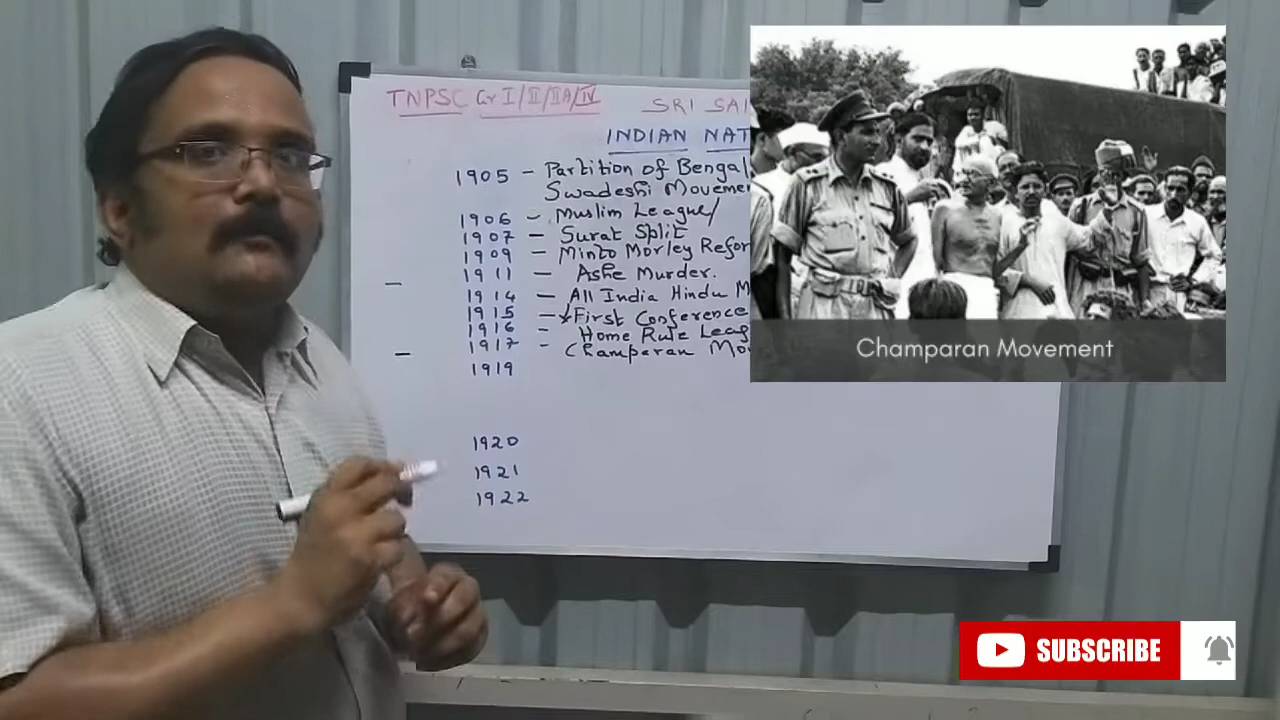 TNPSC Gr I/II/IIA/IV
SRI SAI
INDIAN NAT
1905 - Partition of Bengal
Swadeshi Movemen
1906 - Muslim League/
1907 - Surat Split
1909 - Minto Morley Refor
1911 - Ashe Murder.
1914 - All India Hindu M
1915 - First Conference
1916 - Home Rule Leag
1917 - Champaran Mo
1919
1920
1921
1922
Champaran Movement
SUBSCRIBE